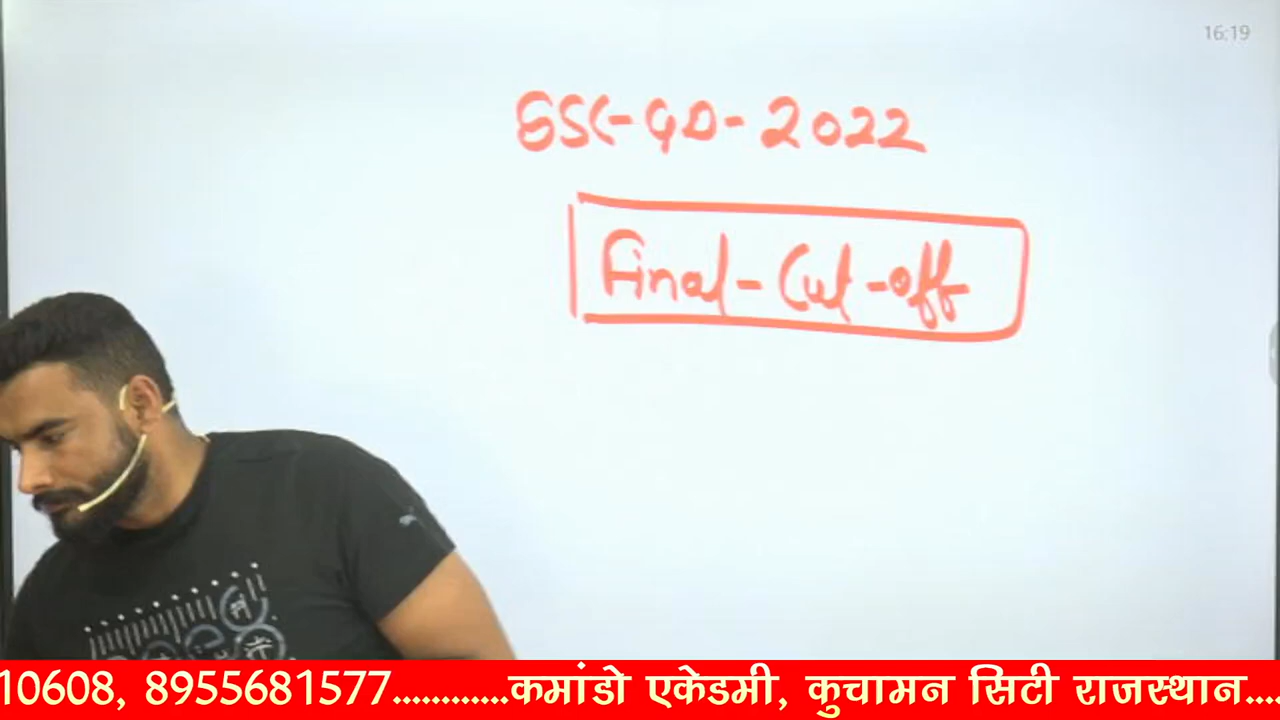 16:19
SSC-GD-2022
Final-Cut-off
10608, 8955681577............कमांडो एकेडमी, कुचामन सिटी राजस्थान....